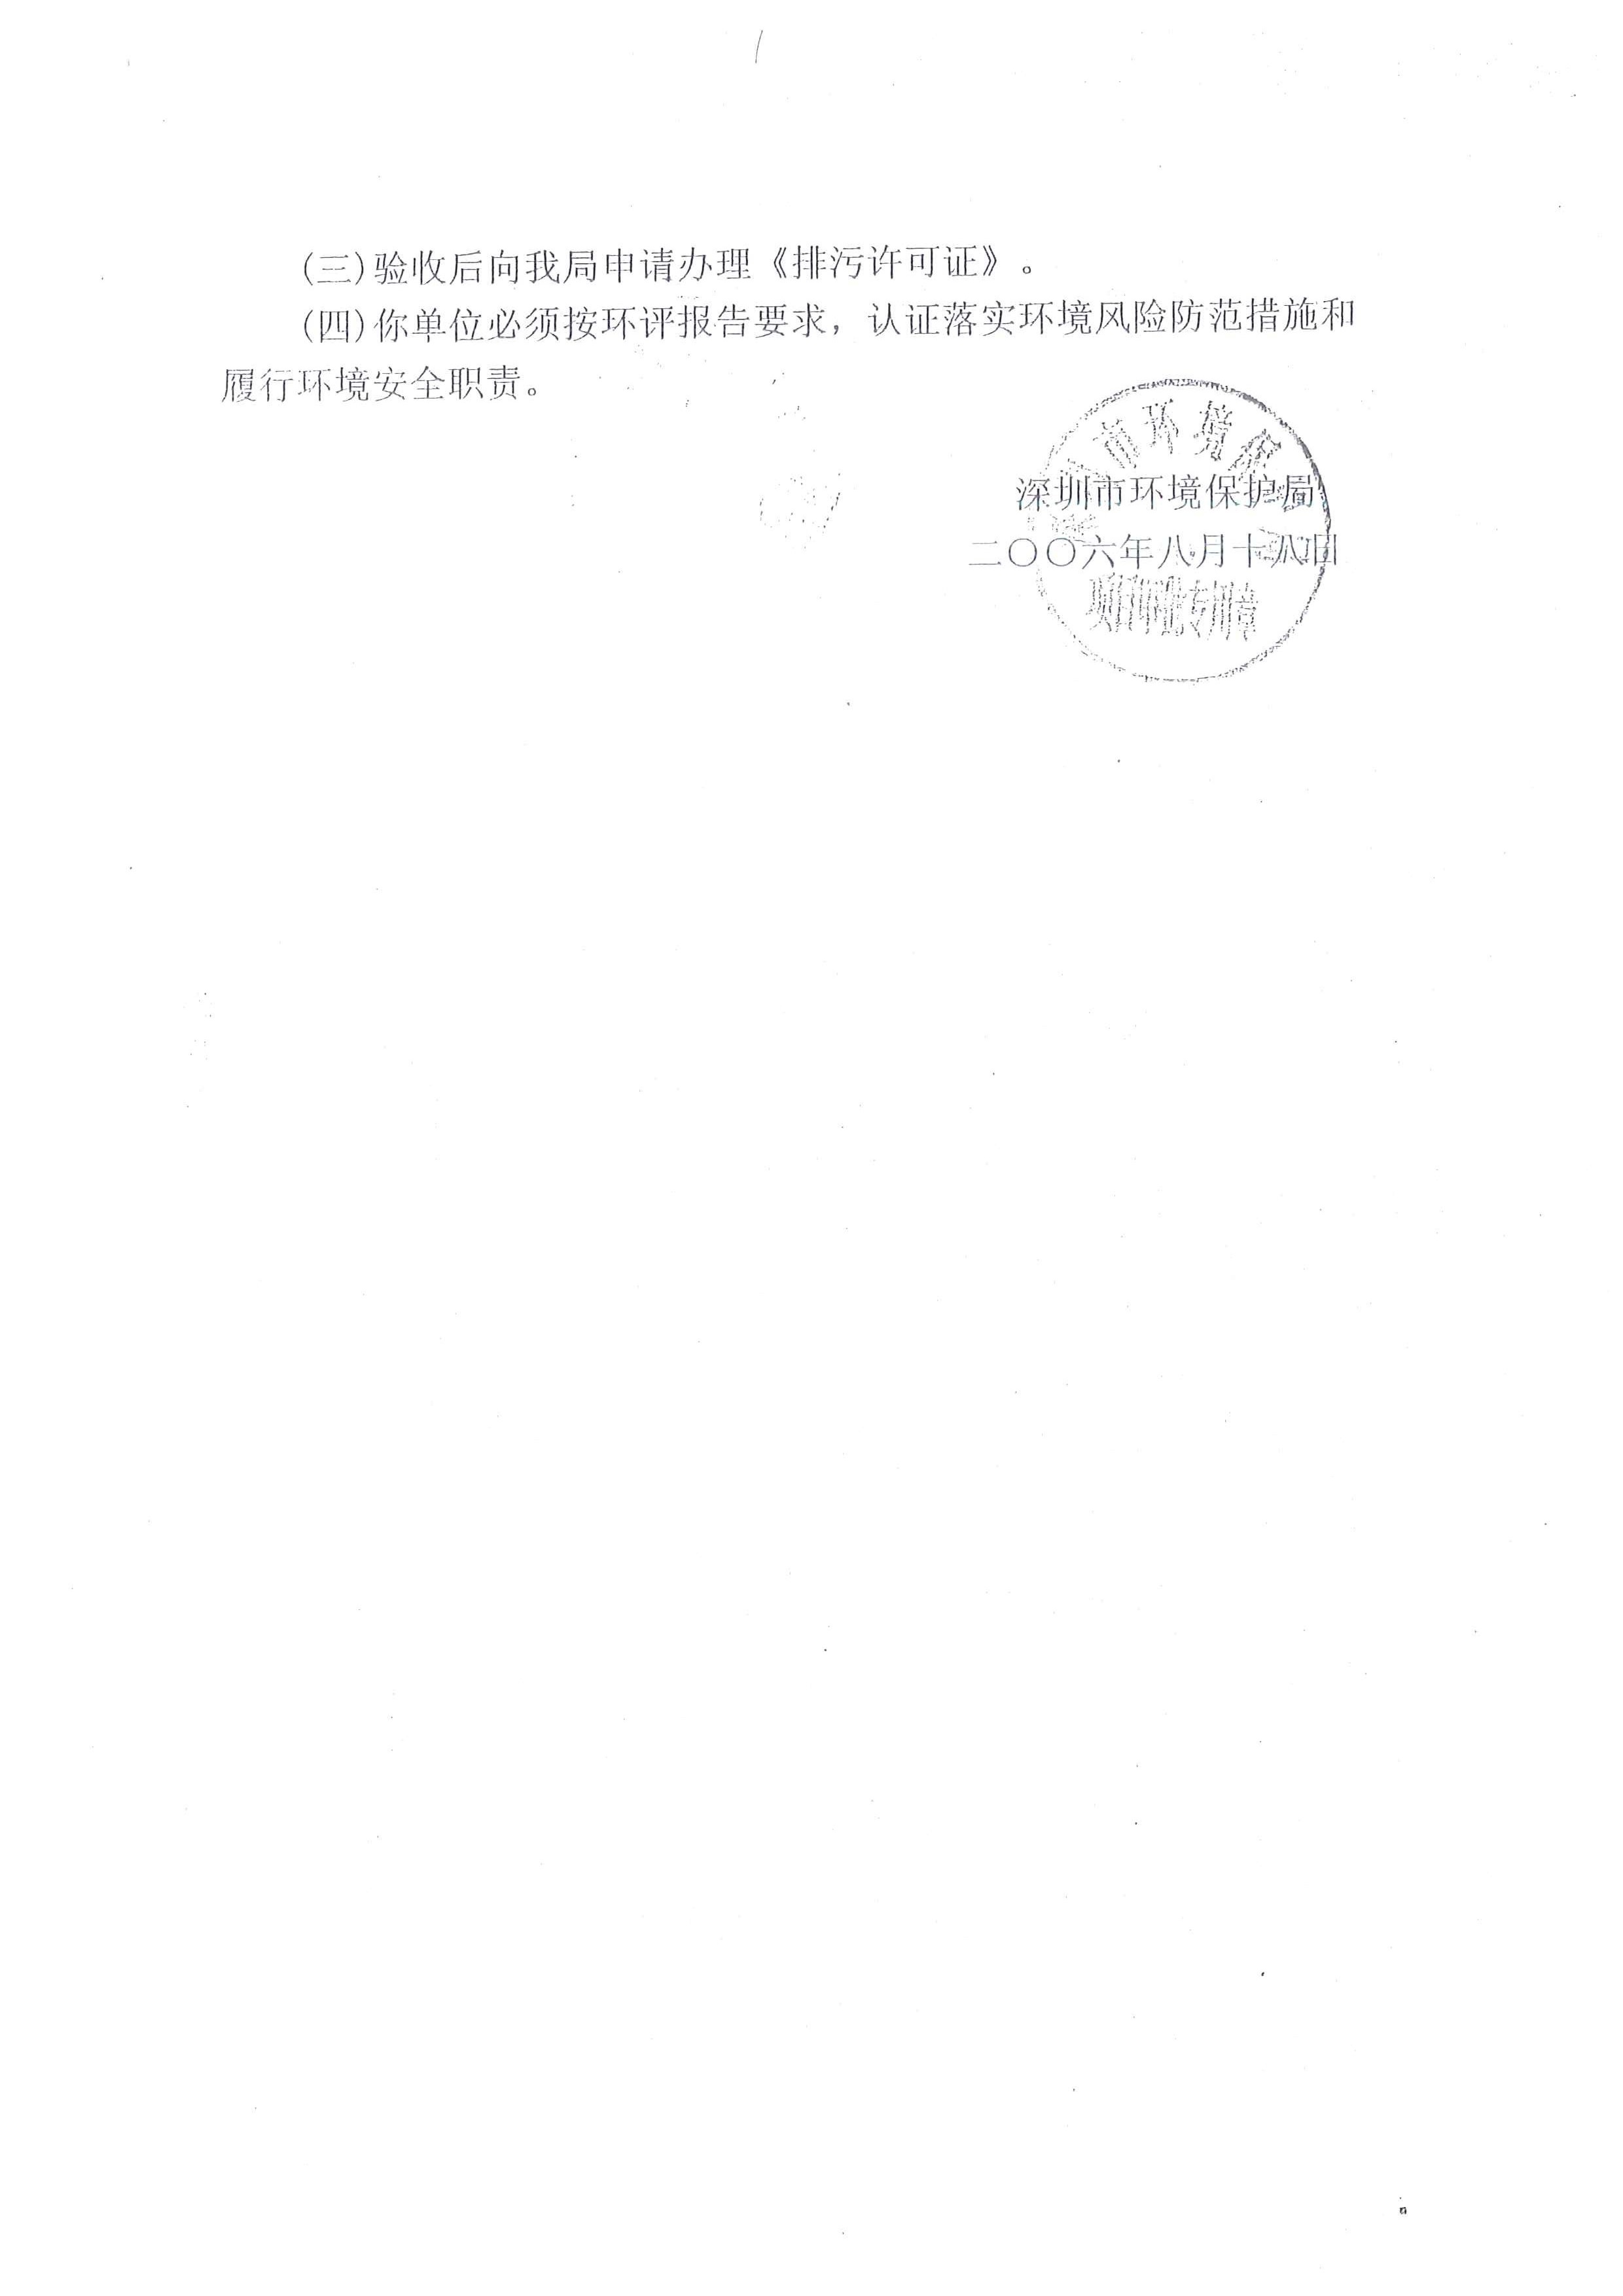 (三)验收后向我局申请办理《排污许可证》。
(四)你单位必须按环评报告要求，认证落实环境风险防范措施和
履行环境安全职责。
市环境保
深圳市环境保护局
二〇〇六年八月十八日
专用章